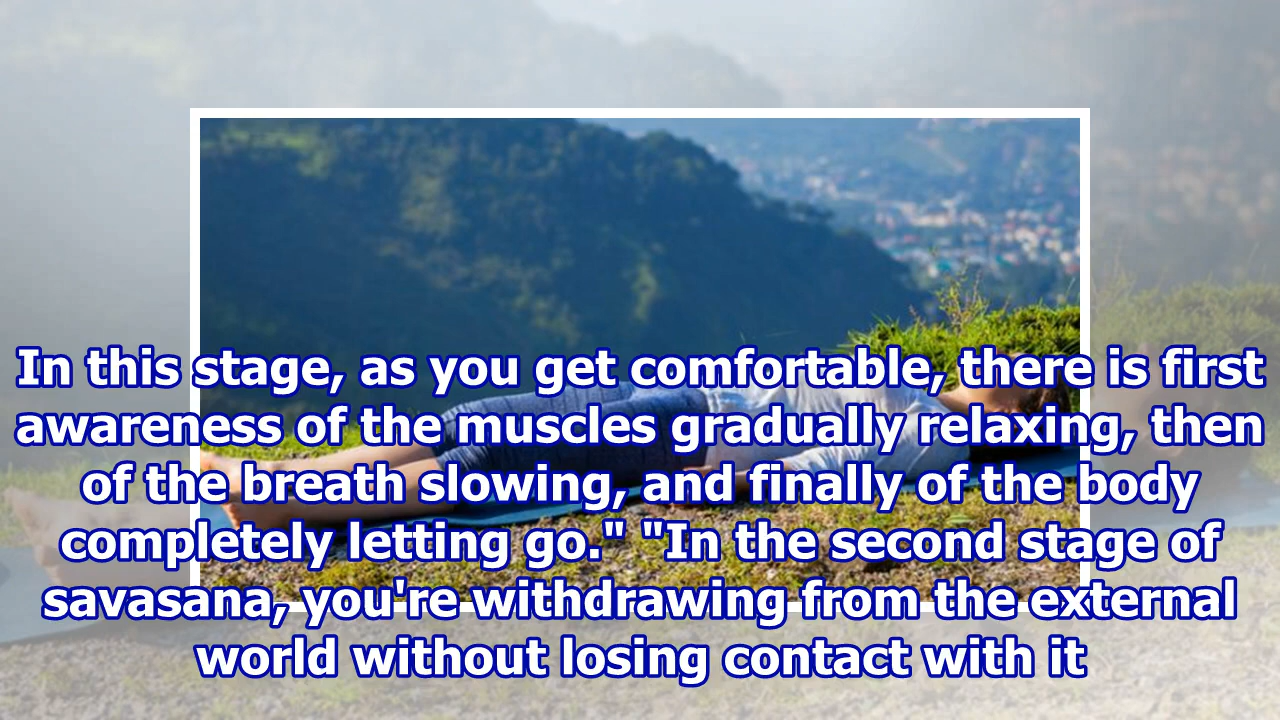 In this stage, as you get comfortable, there is first
awareness of the muscles gradually relaxing, then
of the breath slowing, and finally of the body
completely letting go." "In the second stage of
savasana, you're withdrawing from the external
world without losing contact with it